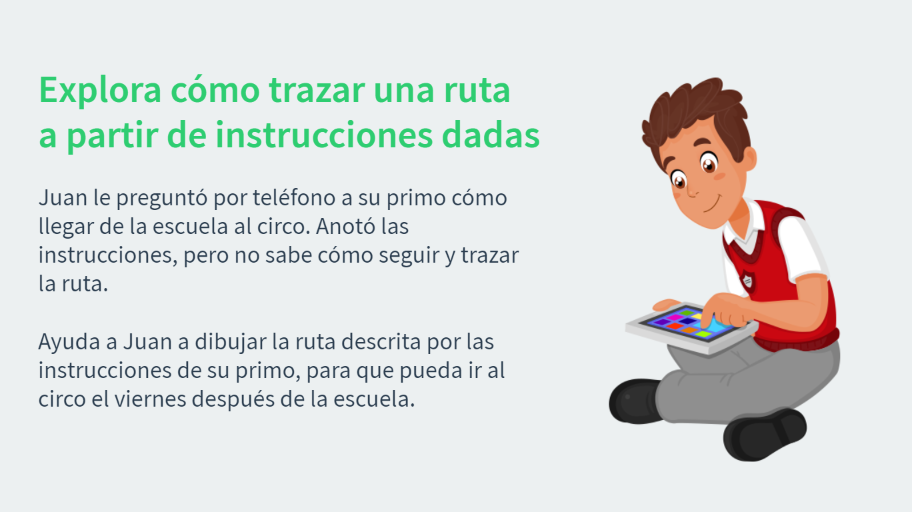 Explora cómo trazar una ruta
a partir de instrucciones dadas
Juan le preguntó por teléfono a su primo cómo
llegar de la escuela al circo. Anotó las
instrucciones, pero no sabe cómo seguir y trazar
la ruta.
Ayuda a Juan a dibujar la ruta descrita por las
instrucciones de su primo, para que pueda ir al
circo el viernes después de la escuela.